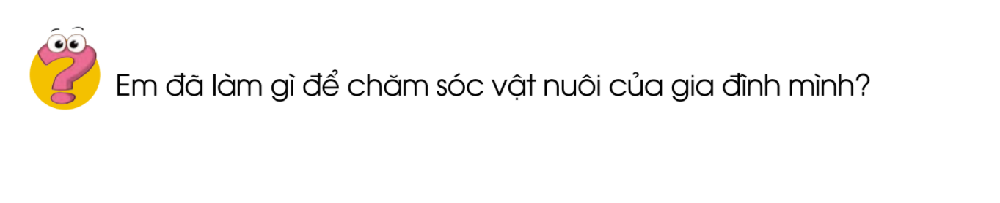 Em đã làm gì để chăm sóc vật nuôi của gia đình mình?